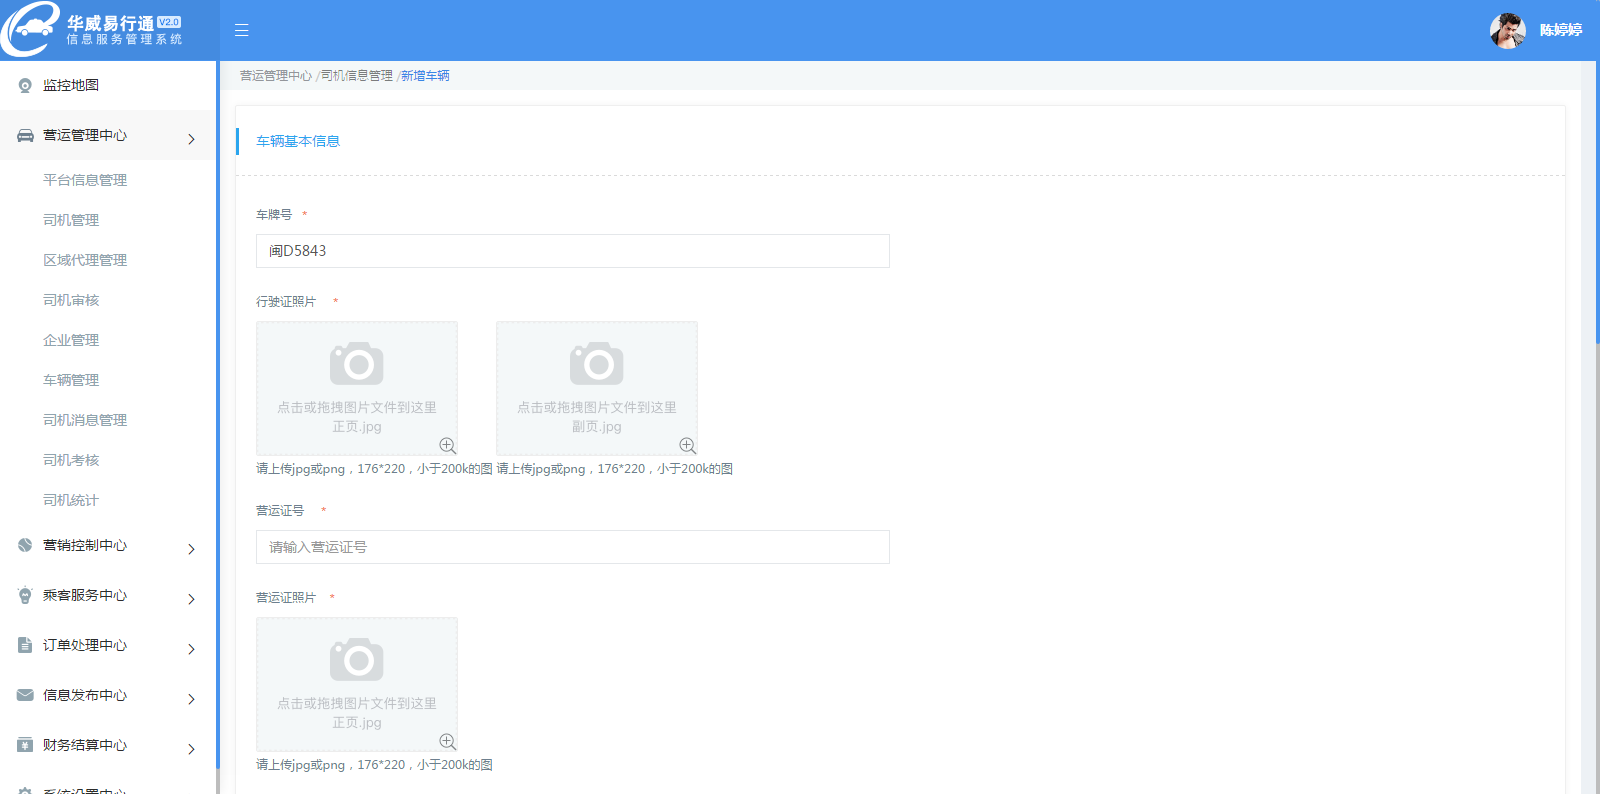 华威易行通 V2.0
信息服务管理系统
陈婷婷
监控地图
营运管理中心
平台信息管理
司机管理
区域代理管理
司机审核
企业管理
车辆管理
司机消息管理
司机考核
司机统计
营销控制中心
乘客服务中心
订单处理中心
信息发布中心
财务结算中心
系统设置中心
营运管理中心 /司机信息管理 /新增车辆
车辆基本信息
车牌号 *
闽D5843
行驶证照片 *
点击或拖拽图片文件到这里
正页.jpg
点击或拖拽图片文件到这里
副页.jpg
请上传jpg或png，176*220，小于200k的图 请上传jpg或png，176*220，小于200k的图
营运证号 *
请输入营运证号
营运证照片 *
点击或拖拽图片文件到这里
正页.jpg
请上传jpg或png，176*220，小于200k的图